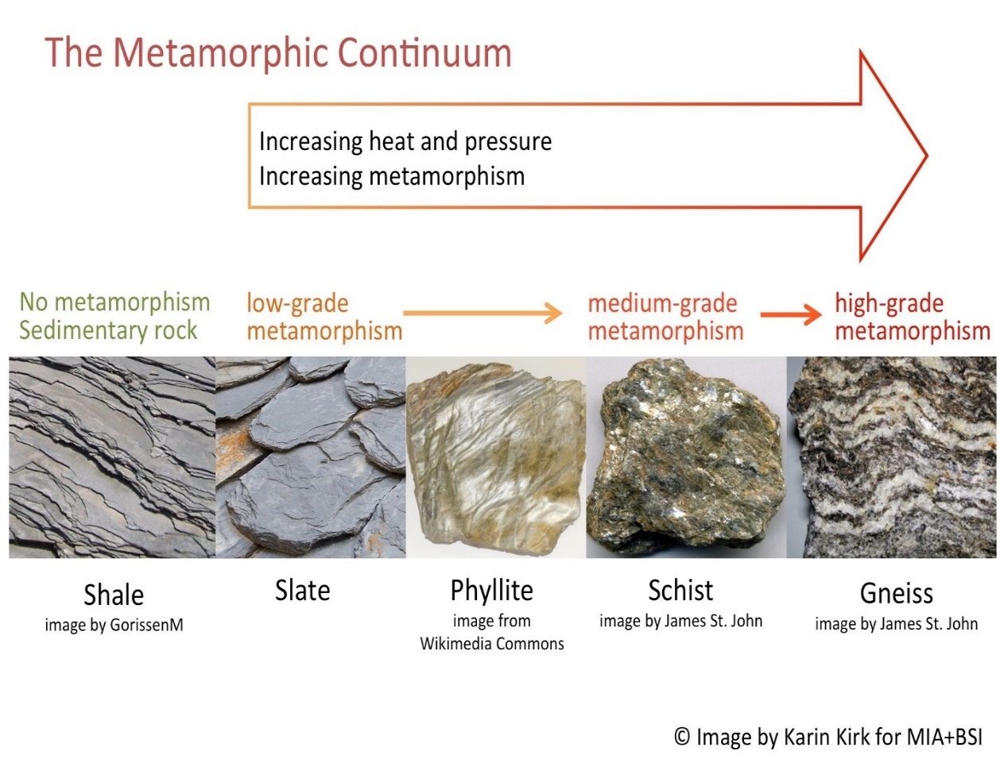 The Metamorphic Continuum
Increasing heat and pressure
Increasing metamorphism
No metamorphism
Sedimentary rock
low-grade
metamorphism
medium-grade
metamorphism
high-grade
metamorphism
Shale
image by GorissenM
Slate
Phyllite
image from
Wikimedia Commons
Schist
image by James St. John
Gneiss
image by James St. John
© Image by Karin Kirk for MIA+BSI